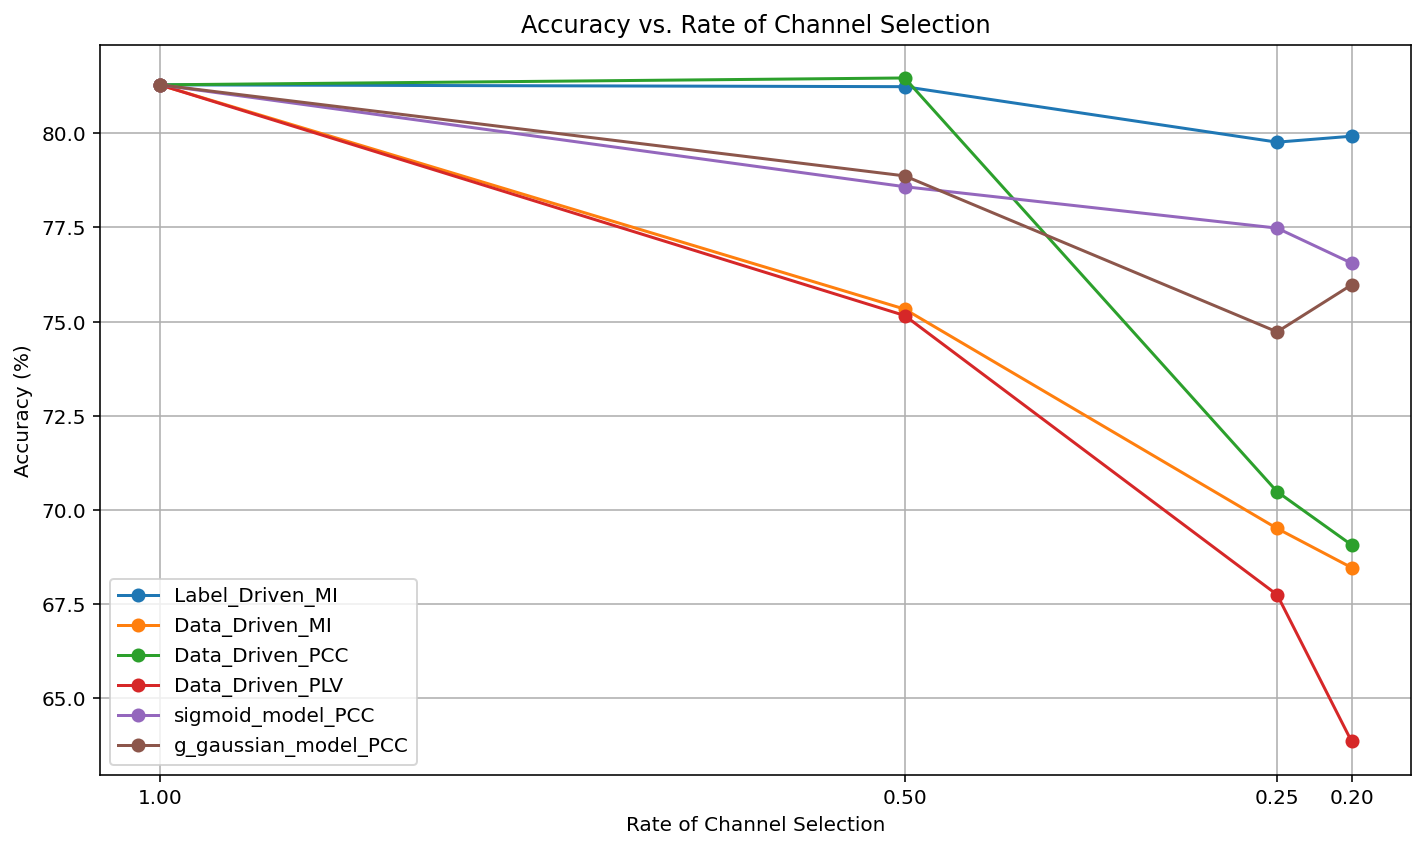 Accuracy vs. Rate of Channel Selection
Accuracy (%)
80.0
77.5
75.0
72.5
70.0
67.5
65.0
Label_Driven_MI
Data_Driven_MI
Data_Driven_PCC
Data_Driven_PLV
sigmoid_model_PCC
g_gaussian_model_PCC
1.00 0.50 0.25 0.20
Rate of Channel Selection